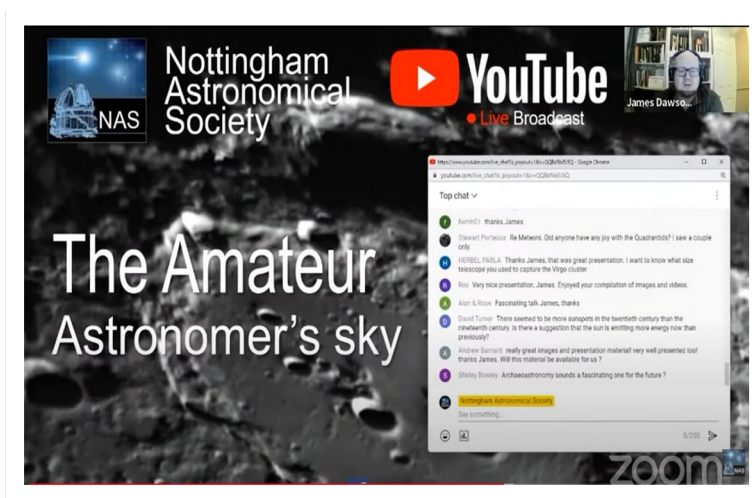 Nottingham
Astronomical
Society
NAS
YouTube
Live Broadcast
James Dawso...
Google Chrome
Top chat
thanks James
Stewart Porteous Re Meteors. Did anyone have any joy with the Quadrantids? I saw a couple
only.
HERBEL PABLA Thanks James, that was great presentation. I want to know what size
telescope you used to capture the Virgo cluster
Roy Very nice presentation, James. Enjoyed your compilation of images and videos.
Alan & Rose Fascinating talk James, thanks
David Turner There seemed to be more sunspots in the twentieth century than the
nineteenth century. Is there a suggestion that the sun is emitting more energy now than
previously?
Andrew Barnard really great images and presentation material! very well presented too!
thanks James. Will this material be available for us ?
Shirley Bowley Archaeoastronomy sounds a fascinating one for the future ?
Nottingham Astronomical Society
Say something...
0/200
The Amateur
Astronomer's sky
zoom
NAS